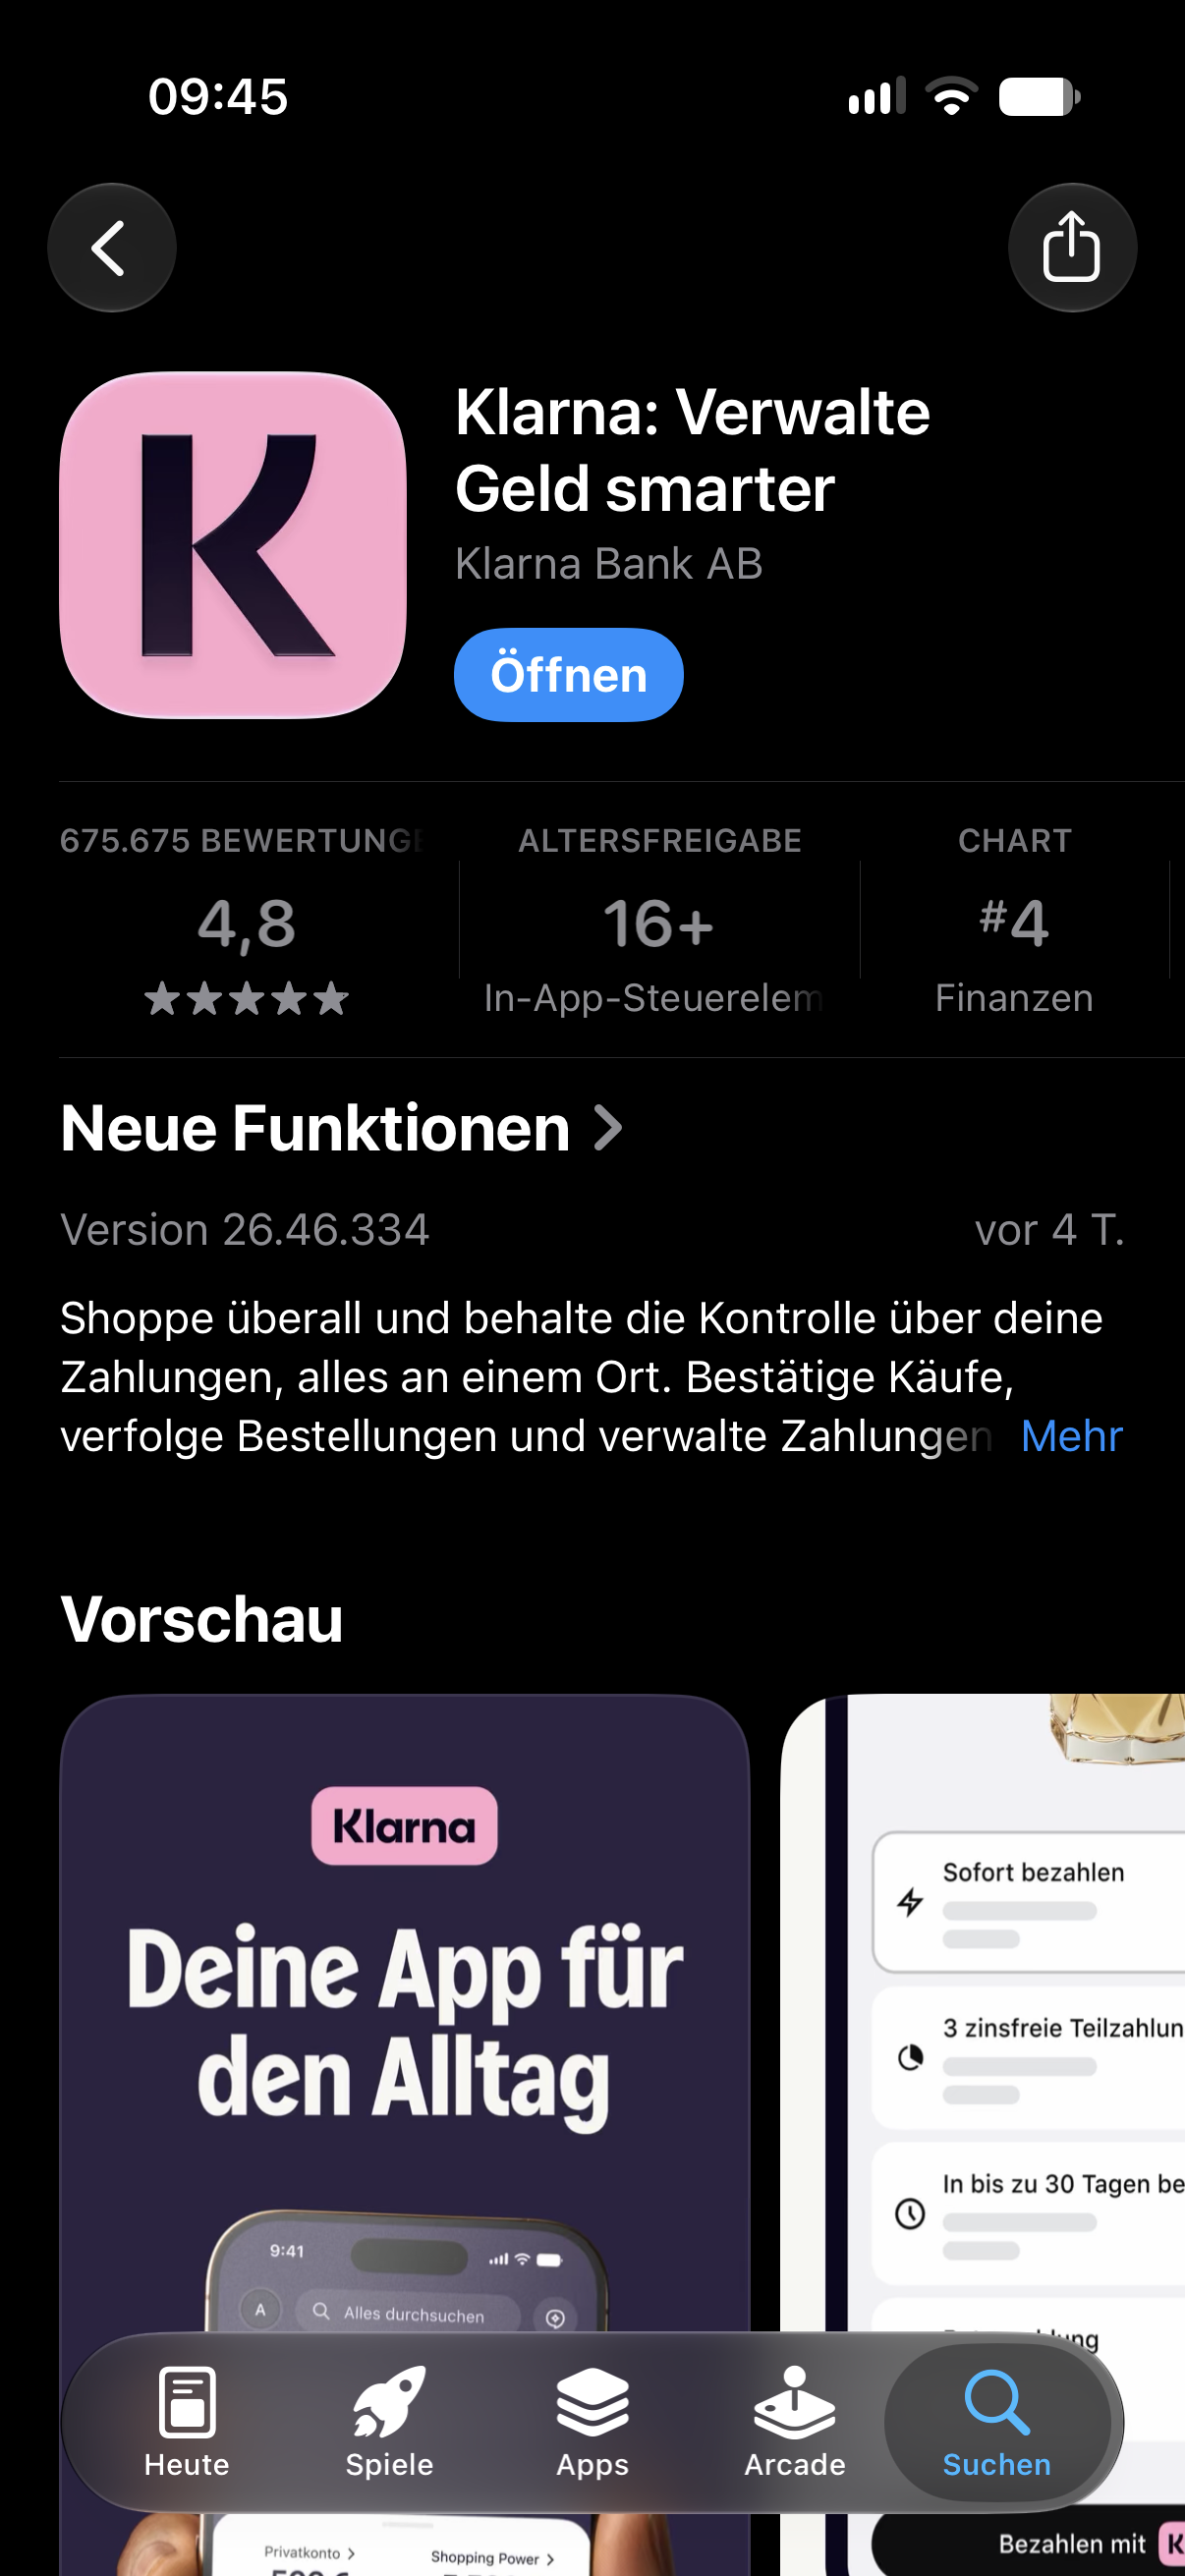 09:45
Klarna: Verwalte
Geld smarter
Klarna Bank AB
Öffnen
675.675 BEWERTUNGE
4,8
ALTERSFREIGABE
16+
In-App-Steuerelem
CHART
#4
Finanzen
Neue Funktionen
Version 26.46.334
vor 4 T.
Shoppe überall und behalte die Kontrolle über deine
Zahlungen, alles an einem Ort. Bestätige Käufe,
verfolge Bestellungen und verwalte Zahlungen
Mehr
Vorschau
Klarna
Deine App für
den Alltag
9:41
A
Alles durchsuchen
Sofort bezahlen
3 zinsfreie Teilzahlun
In bis zu 30 Tagen be
Heute
Spiele
Apps
Arcade
Suchen
Privatkonto
Shopping Power
Bezahlen mit
K